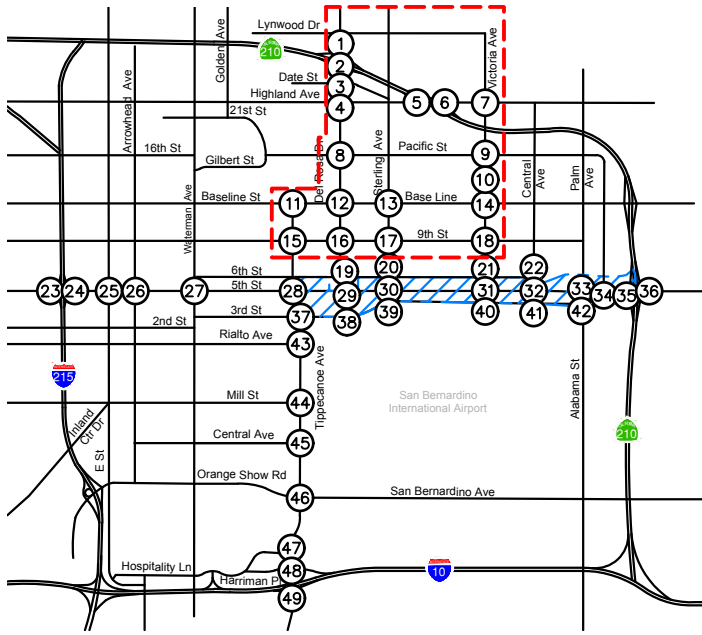 Lynwood Dr
Golden Ave
210
1
2
Victoria Ave
Date St
3
Arrowhead Ave
Highland Ave
4
5
6
7
21st St
16th St
Gilbert St
Del Rosa Dr
8
Pacific St
9
Sterling Ave
10
Central
Ave
Palm
Ave
Baseline St
11
12
13
Base Line
14
Waterman Ave
15
16
17
9th St
18
6th St
19
20
21
22
5th St
23
24
25
26
27
28
29
30
31
32
33
34
35
36
3rd St
37
38
39
40
41
42
2nd St
Rialto Ave
43
215
Tippecanoe Ave
Alabama St
Mill St
44
San Bernardino
International Airport
Inland
Ctr Dr
Central Ave
45
210
E St
Orange Show Rd
46
San Bernardino Ave
47
Hospitality Ln
48
10
Harriman P
49